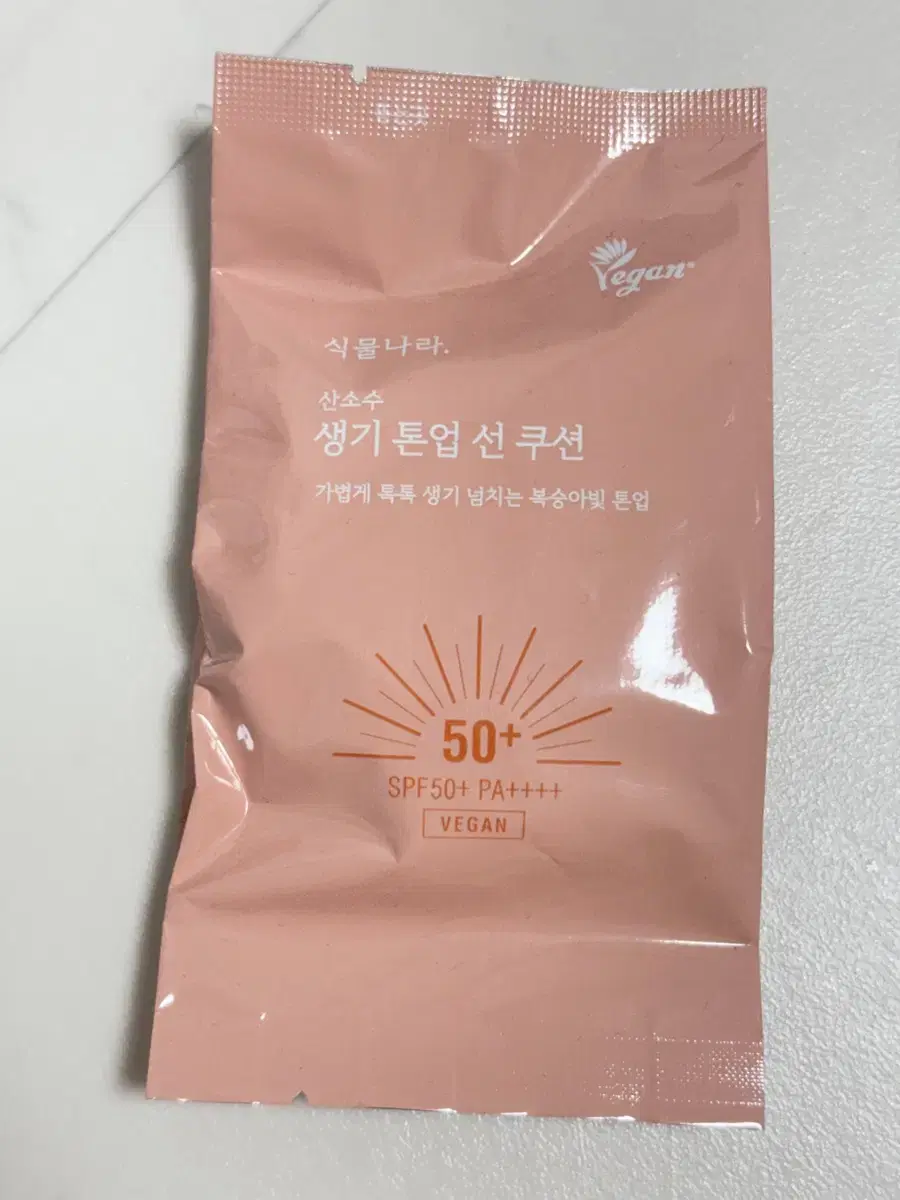 Vegan
식물나라.
산소수
생기 톤업 선 쿠션
가볍게 톡톡 생기 넘치는 복숭아빛 톤업
50+
SPF50+ PA++++
VEGAN